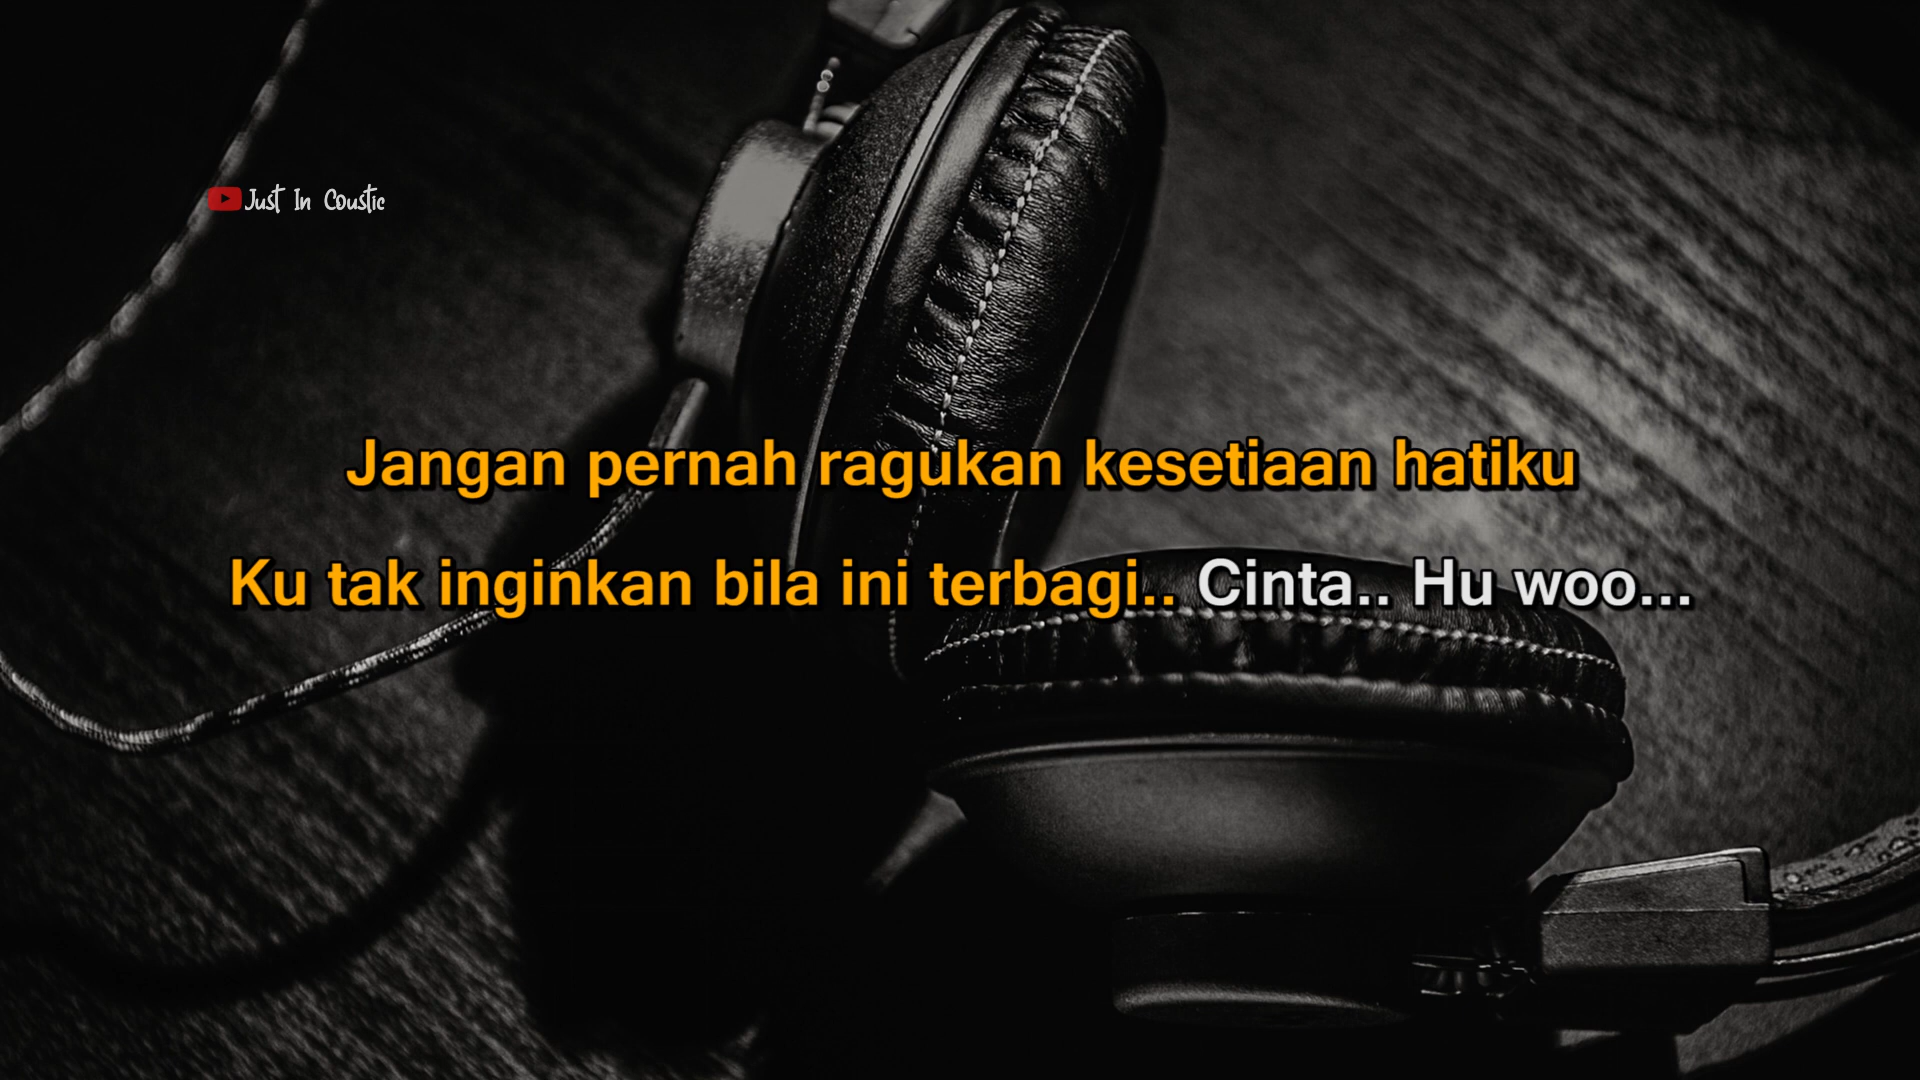 Just In Coustic
Jangan pernah ragukan kesetiaan hatiku
Ku tak inginkan bila ini terbagi.. Cinta.. Hu woo...